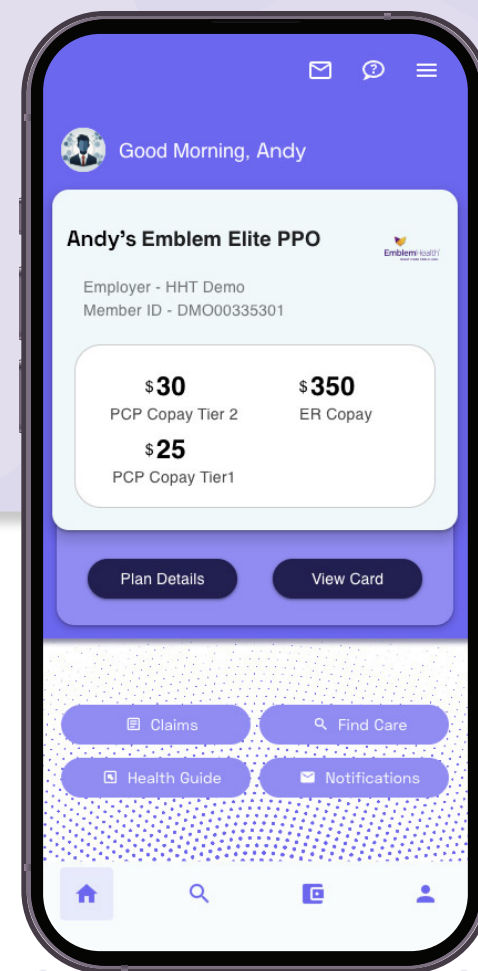 Good Morning, Andy
Andy's Emblem Elite PPO
EmblemHealth
Employer - HHT Demo
Member ID - DMO00335301
$30
PCP Copay Tier 2
$350
ER Copay
$25
PCP Copay Tier1
Plan Details
View Card
Claims
Find Care
Health Guide
Notifications